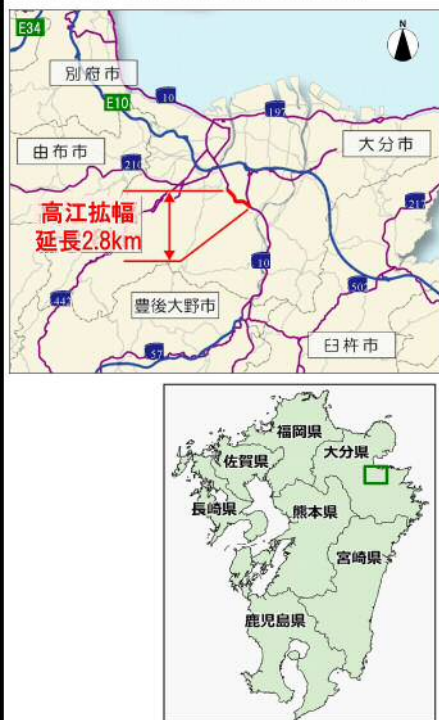 E34
N
別府市
10
E10
197
由布市
大分市
210
217
高江拡幅
延長2.8km
10
442
502
豊後大野市
臼杵市
57
福岡県
佐賀県
大分県
長崎県
熊本県
宮崎県
鹿児島県